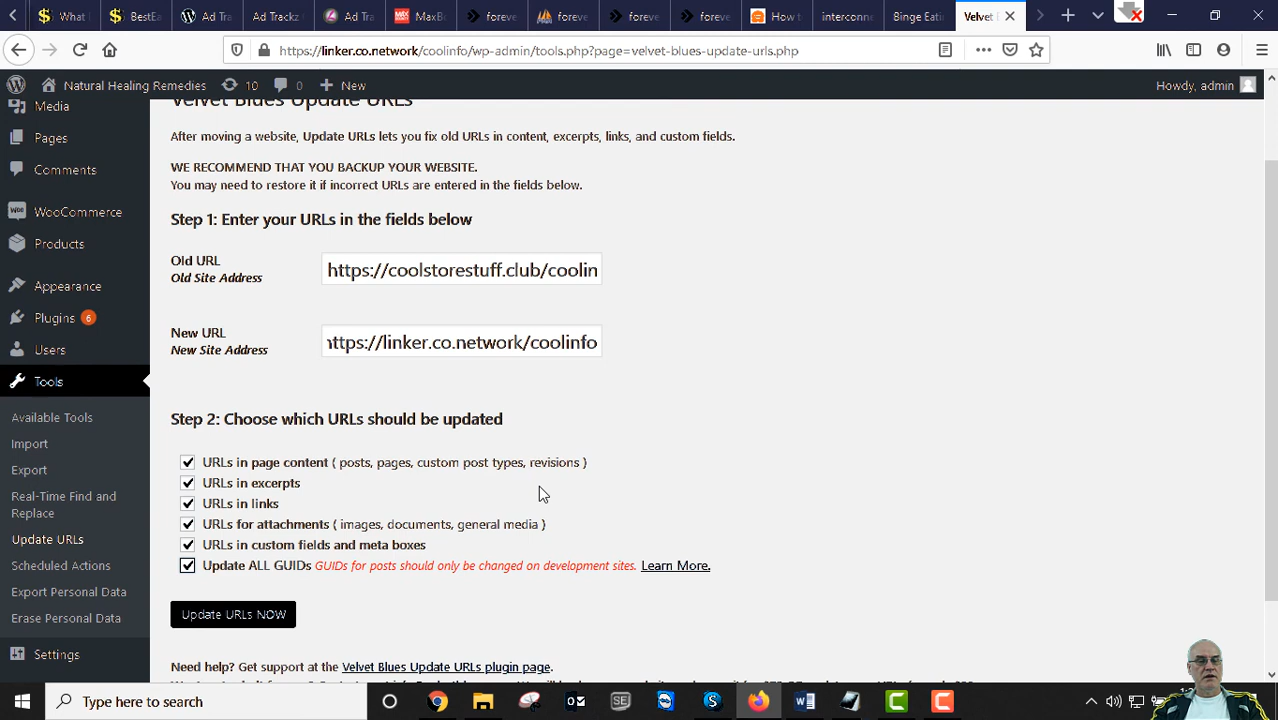 What I
BestEa
Ad Tra
Ad Trackz
Ad Tra
MaxBo
foreve
foreve
foreve
foreve
How t
interconne
Binge Eatin
Velvet B
https://linker.co.network/coolinfo/wp-admin/tools.php?page=velvet-blues-update-urls.php
Natural Healing Remedies
10
0
New
Howdy, admin
Media
Pages
Comments
WooCommerce
Products
Appearance
Plugins 6
Users
Tools
Available Tools
Import
Export
Real-Time Find and
Replace
Update URLs
Scheduled Actions
Export Personal Data
Erase Personal Data
Settings
Velvet Blues Update URLs
After moving a website, Update URLs lets you fix old URLs in content, excerpts, links, and custom fields.
WE RECOMMEND THAT YOU BACKUP YOUR WEBSITE.
You may need to restore it if incorrect URLs are entered in the fields below.
Step 1: Enter your URLs in the fields below
Old URL
Old Site Address
https://coolstorestuff.club/coolin
New URL
New Site Address
https://linker.co.network/coolinfo
Step 2: Choose which URLs should be updated
URLs in page content ( posts, pages, custom post types, revisions )
URLs in excerpts
URLs in links
URLs for attachments ( images, documents, general media )
URLs in custom fields and meta boxes
Update ALL GUIDs GUIDs for posts should only be changed on development sites. Learn More.
Update URLs NOW
Need help? Get support at the Velvet Blues Update URLs plugin page.
Type here to search